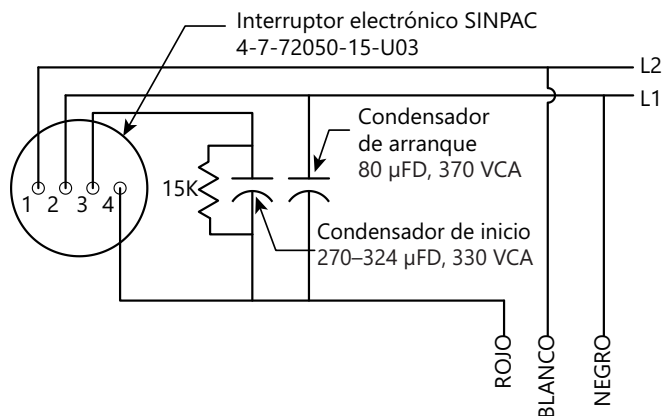 Interruptor electrónico SINPAC
4-7-72050-15-U03
L2
L1
Condensador
de arranque
80 µFD, 370 VCA
1 2 3 4
15K
Condensador de inicio
270–324 µFD, 330 VCA
ROJO
BLANCO
NEGRO